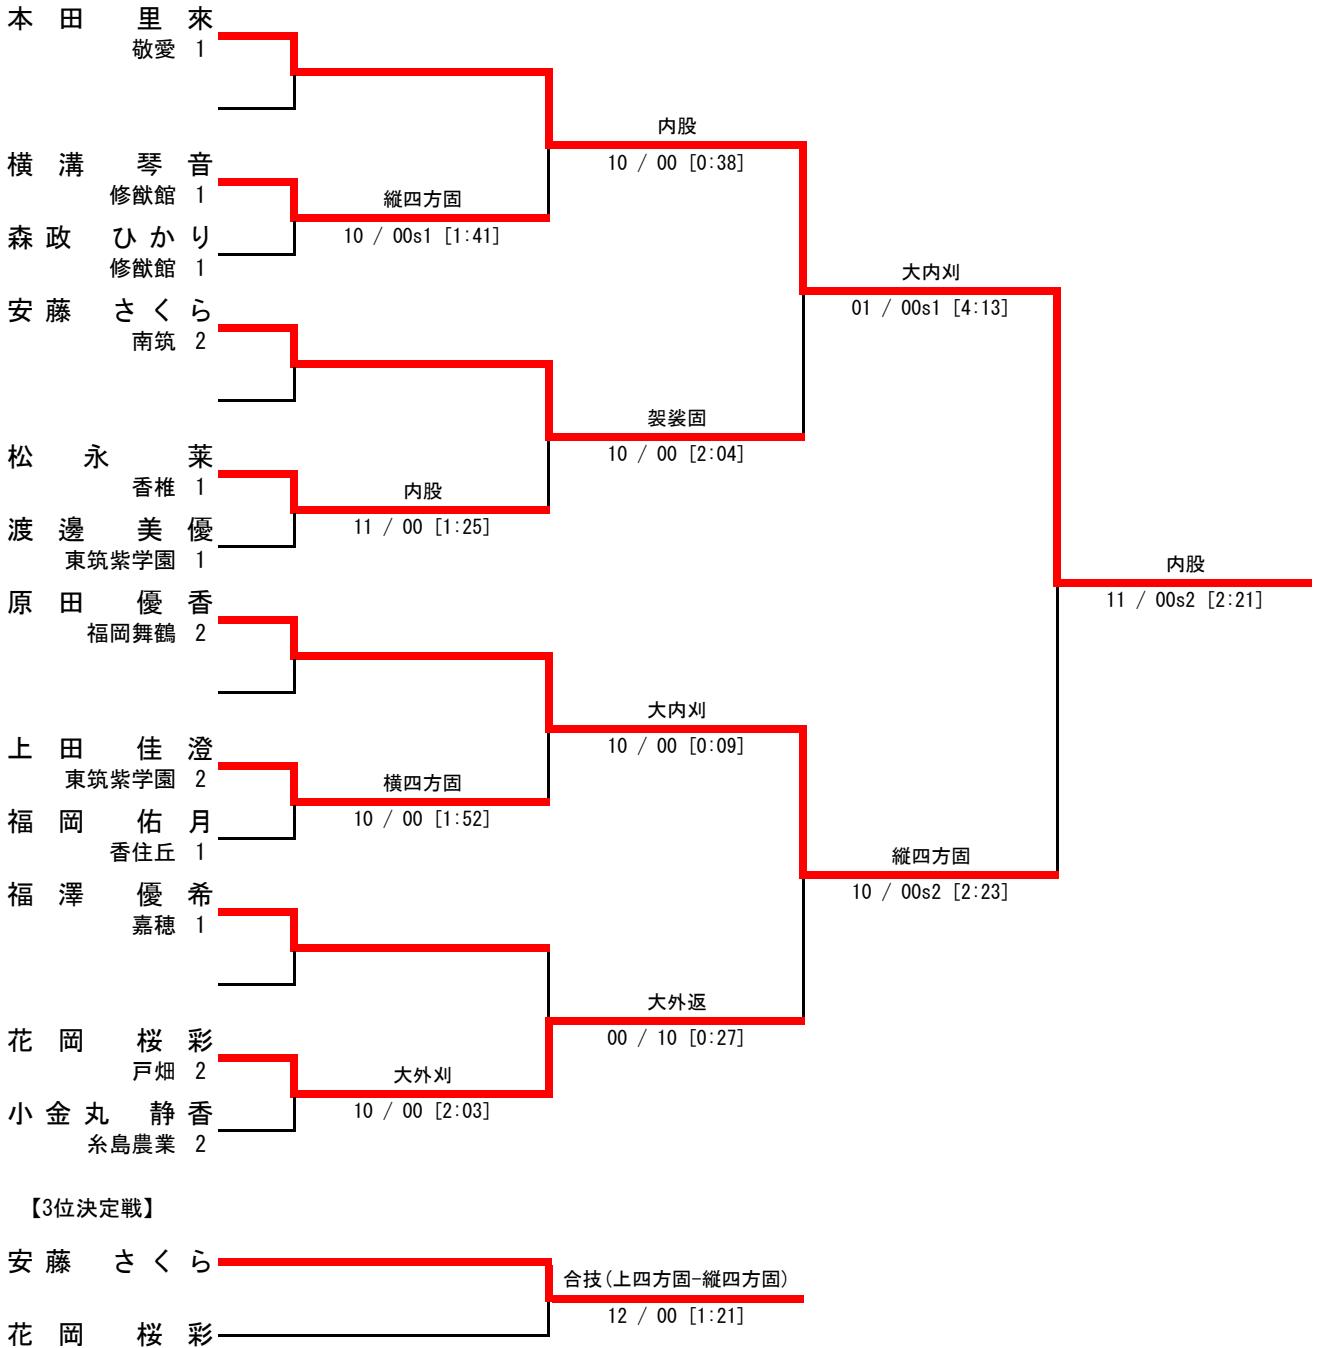 本田 里來
敬愛 1
内股
10 / 00 [0:38]
横溝 琴音
修猷館 1
縦四方固
10 / 00s1 [1:41]
森政 ひかり
修猷館 1
大内刈
01 / 00s1 [4:13]
安藤 さくら
南筑 2
袈裟固
10 / 00 [2:04]
松永 莱
香椎 1
内股
11 / 00 [1:25]
渡邊 美優
東筑紫学園 1
内股
11 / 00s2 [2:21]
原田 優香
福岡舞鶴 2
大内刈
10 / 00 [0:09]
上田 佳澄
東筑紫学園 2
横四方固
10 / 00 [1:52]
福岡 佑月
香住丘 1
縦四方固
10 / 00s2 [2:23]
福澤 優希
嘉穂 1
大外返
00 / 10 [0:27]
花岡 桜彩
戸畑 2
大外刈
10 / 00 [2:03]
小金丸 静香
糸島農業 2
【3位決定戦】
安藤 さくら
合技(上四方固-縦四方固)
12 / 00 [1:21]
花岡 桜彩